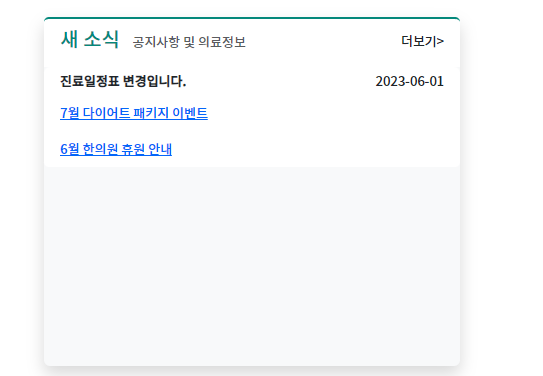 새 소식 공지사항 및 의료정보 더보기>
진료일정표 변경입니다. 2023-06-01
7월 다이어트 패키지 이벤트
6월 한의원 휴원 안내